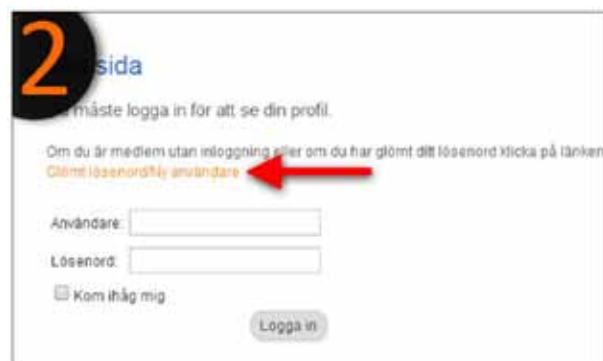 2
sida
måste logga in för att se din profil.
Om du är medlem utan inloggning eller om du har glömt ditt lösenord klicka på länken
Glömt lösenord/Ny användare
Användare:
Lösenord:
Kom ihåg mig
Logga in